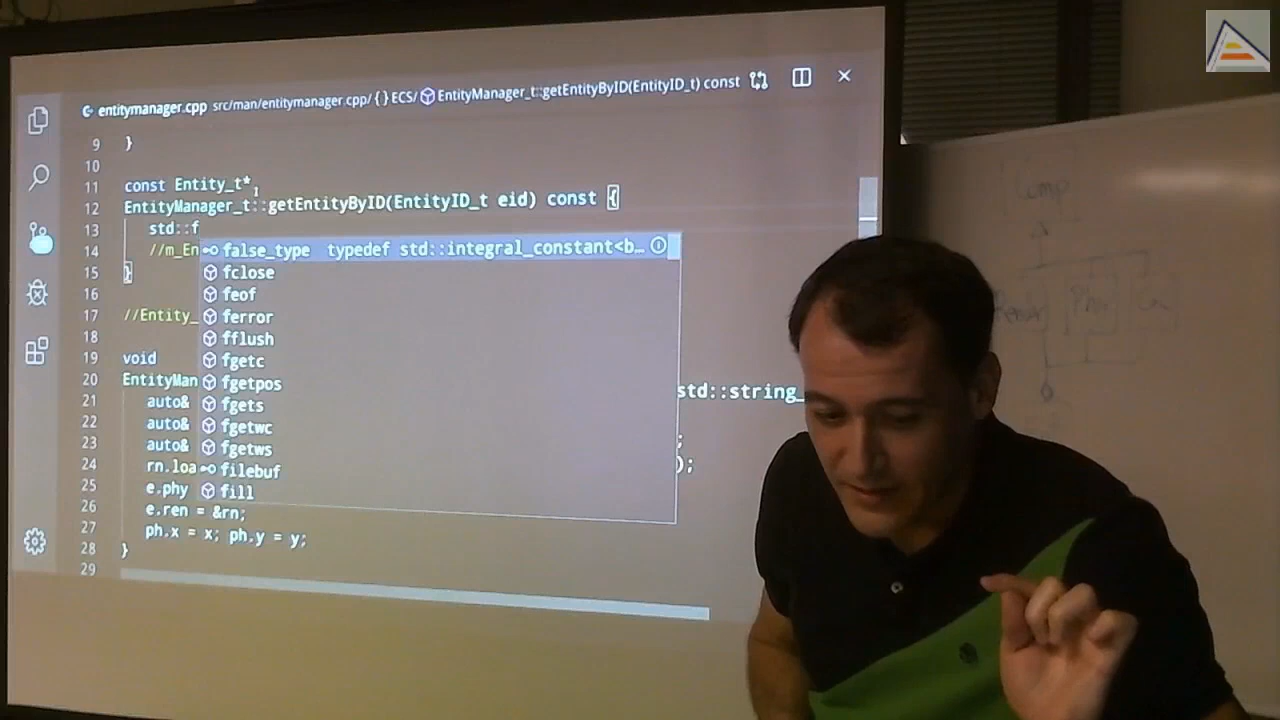 entitymanager.cpp src/man/entitymanager.cpp/ { } ECS/ EntityManager_t::getEntityByID(EntityID_t) const
9 }
10
11 const Entity_t*
12 EntityManager_t::getEntityByID(EntityID_t eid) const {
13 std::f
14 //m_En
false_type typedef std::integral_constant<b…
15 }
fclose
16
feof
17 //Entity_
ferror
18
fflush
19 void
fgetc
20 EntityMan
fgetpos
std::string_
21 auto&
fgets
22 auto&
fgetwc
;
23 auto&
fgetws
);
24 rn.loa
filebuf
25 e.phy
fill
26 e.ren = &rn;
27 ph.x = x; ph.y = y;
28 }
29
Comp